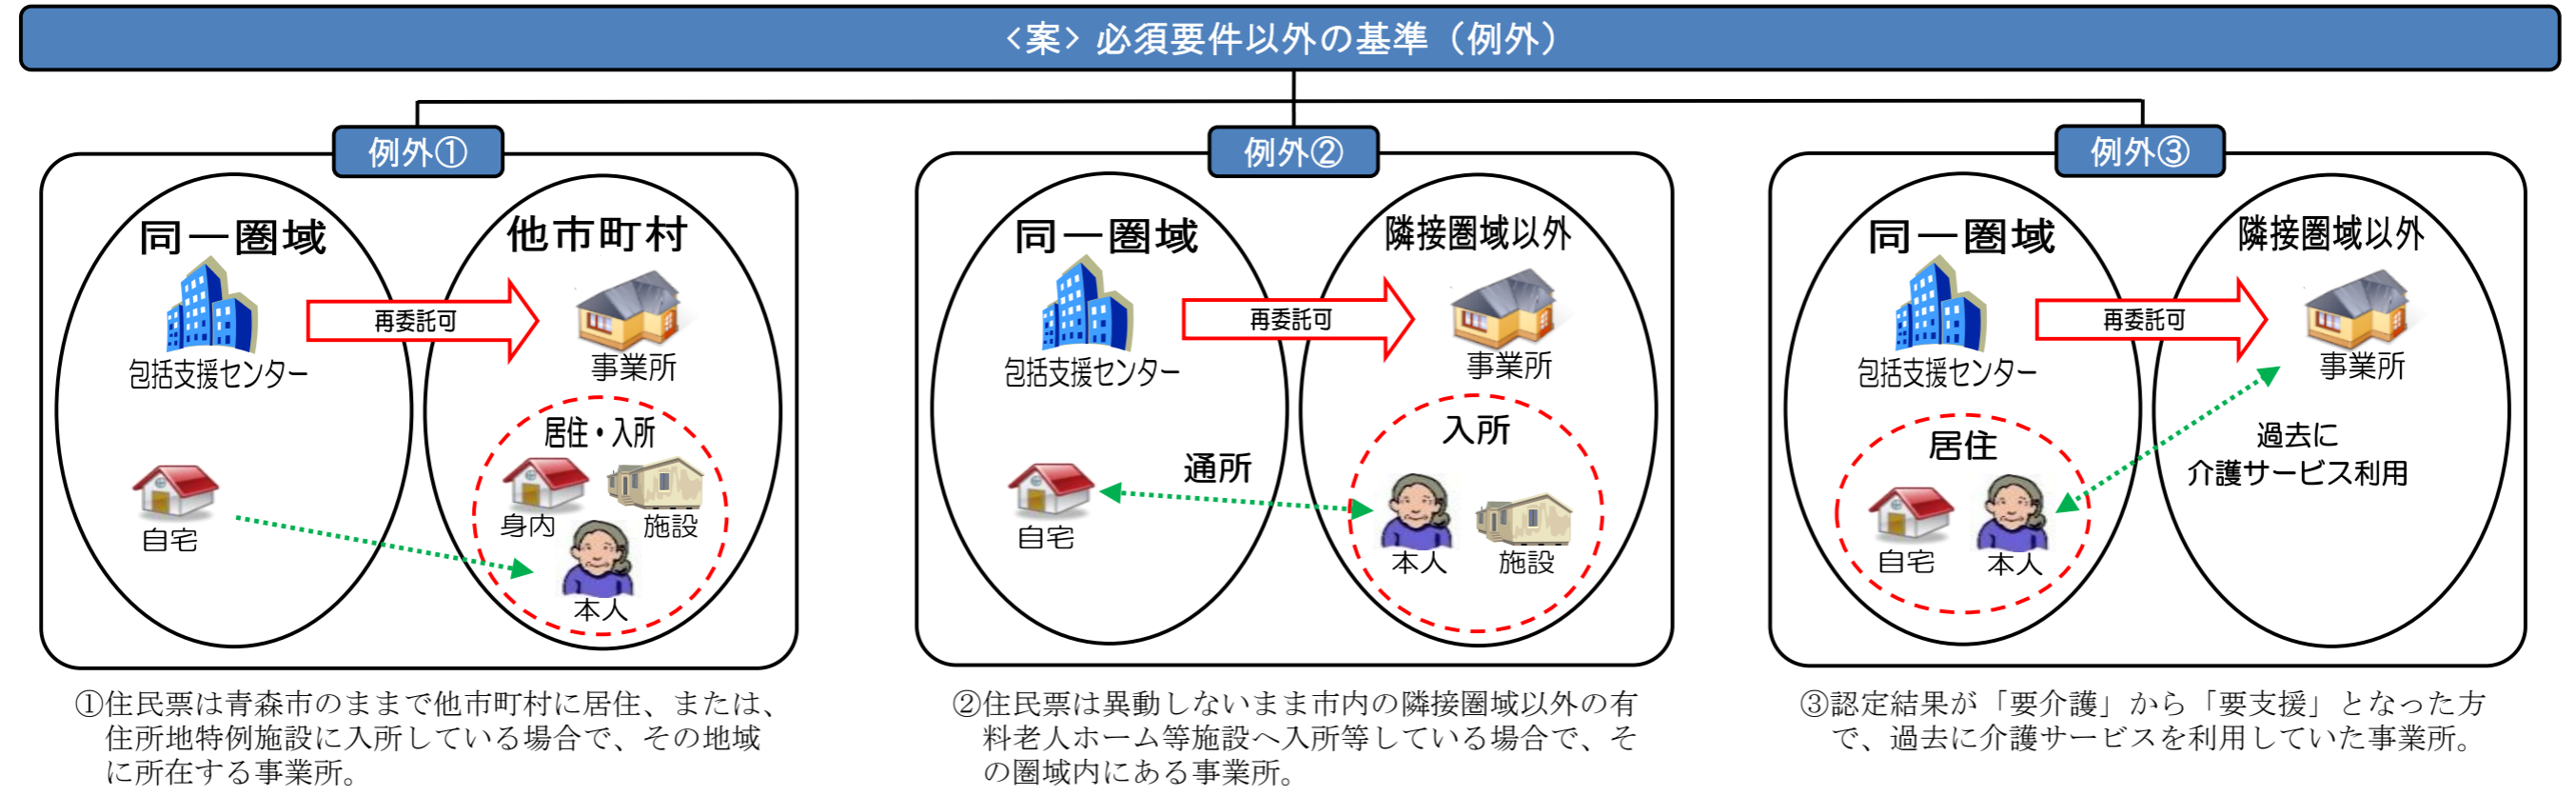 <案> 必須要件以外の基準（例外）
例外①
同一圏域
他市町村
包括支援センター
再委託可
事業所
居住・入所
身内
施設
自宅
本人
①住民票は青森市のままで他市町村に居住、または、
住所地特例施設に入所している場合で、その地域
に所在する事業所。
例外②
同一圏域
隣接圏域以外
包括支援センター
再委託可
事業所
入所
通所
自宅
本人
施設
②住民票は異動しないまま市内の隣接圏域以外の有
料老人ホーム等施設へ入所等している場合で、そ
の圏域内にある事業所。
例外③
同一圏域
隣接圏域以外
包括支援センター
再委託可
事業所
居住
過去に
介護サービス利用
自宅
本人
③認定結果が「要介護」から「要支援」となった方
で、過去に介護サービスを利用していた事業所。